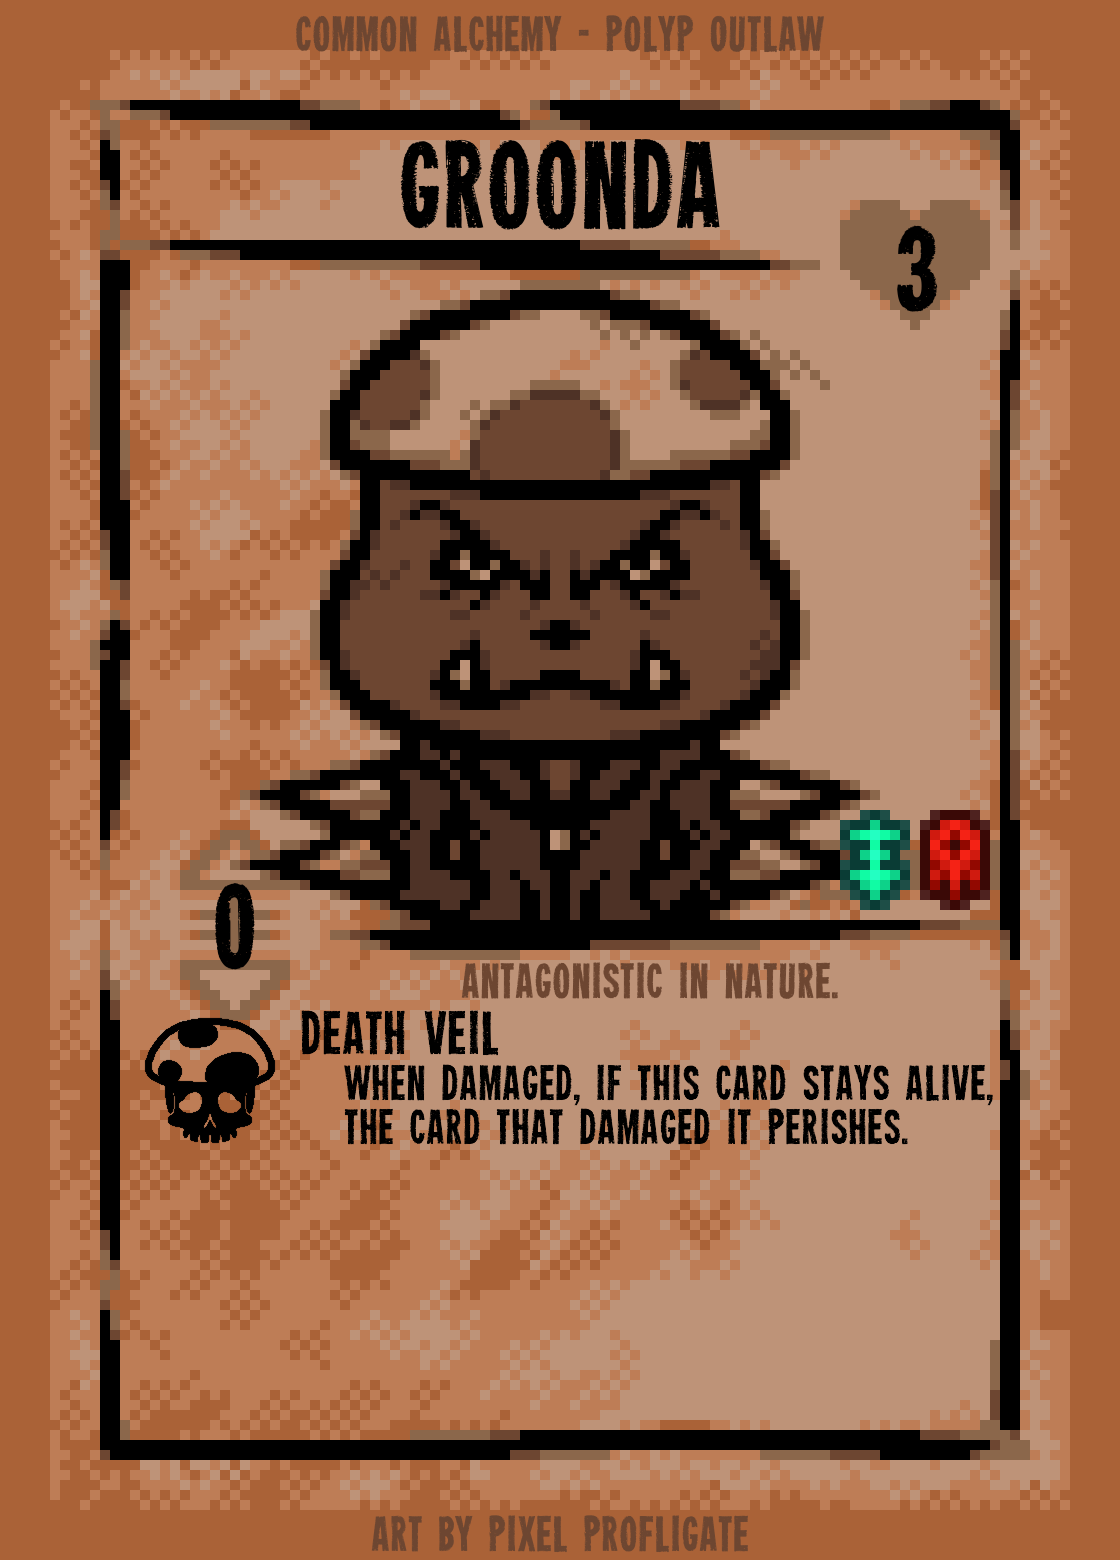 COMMON ALCHEMY - POLYP OUTLAW
GROONDA
3
0
ANTAGONISTIC IN NATURE.
DEATH VEIL
WHEN DAMAGED, IF THIS CARD STAYS ALIVE,
THE CARD THAT DAMAGED IT PERISHES.
ART BY PIXEL PROFLIGATE